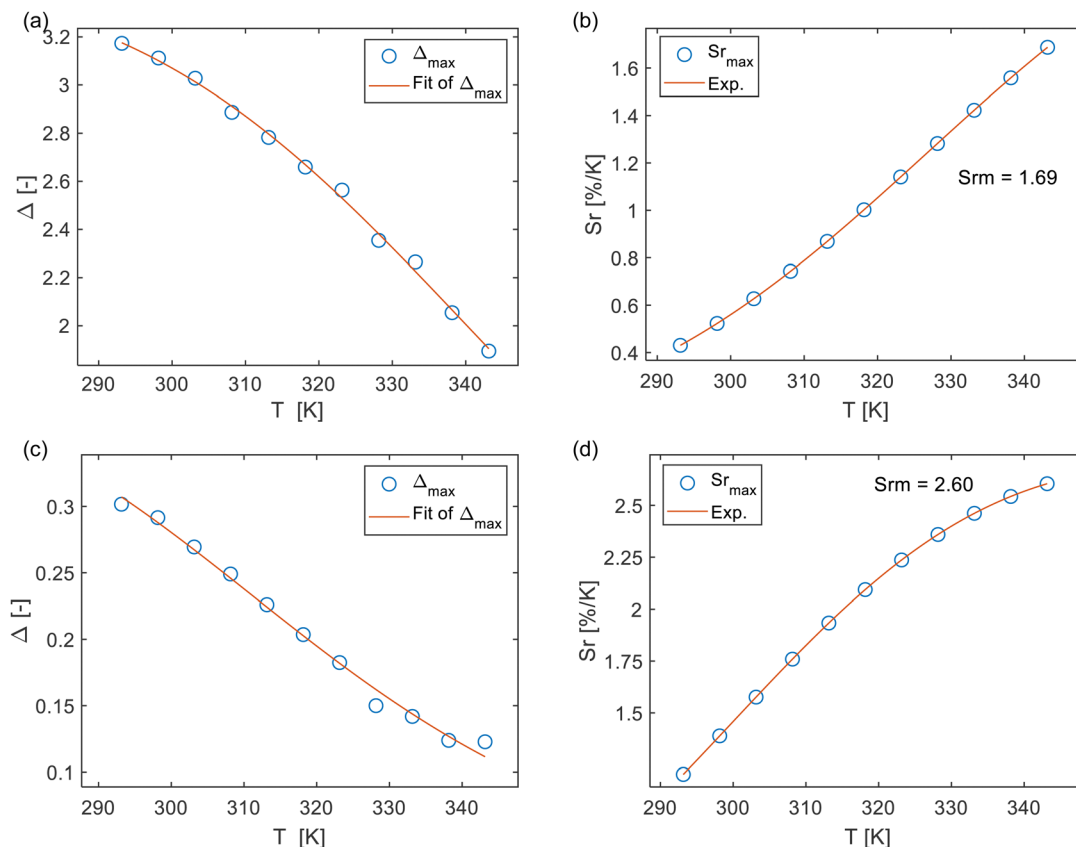 (a)
3.2
3
2.8
2.6
2.4
2.2
2
Δ [-]
Δmax
Fit of Δmax
290 300 310 320 330 340
T [K]
(b)
1.6
1.2
1
0.8
0.6
0.4
Sr [%/K]
Srmax
Exp.
Srm = 1.69
290 300 310 320 330 340
T [K]
(c)
0.3
0.25
0.2
0.15
0.1
Δ [-]
Δmax
Fit of Δmax
290 300 310 320 330 340
T [K]
(d)
2.5
2.25
2
1.75
1.5
Sr [%/K]
Srmax
Exp.
Srm = 2.60
290 300 310 320 330 340
T [K]